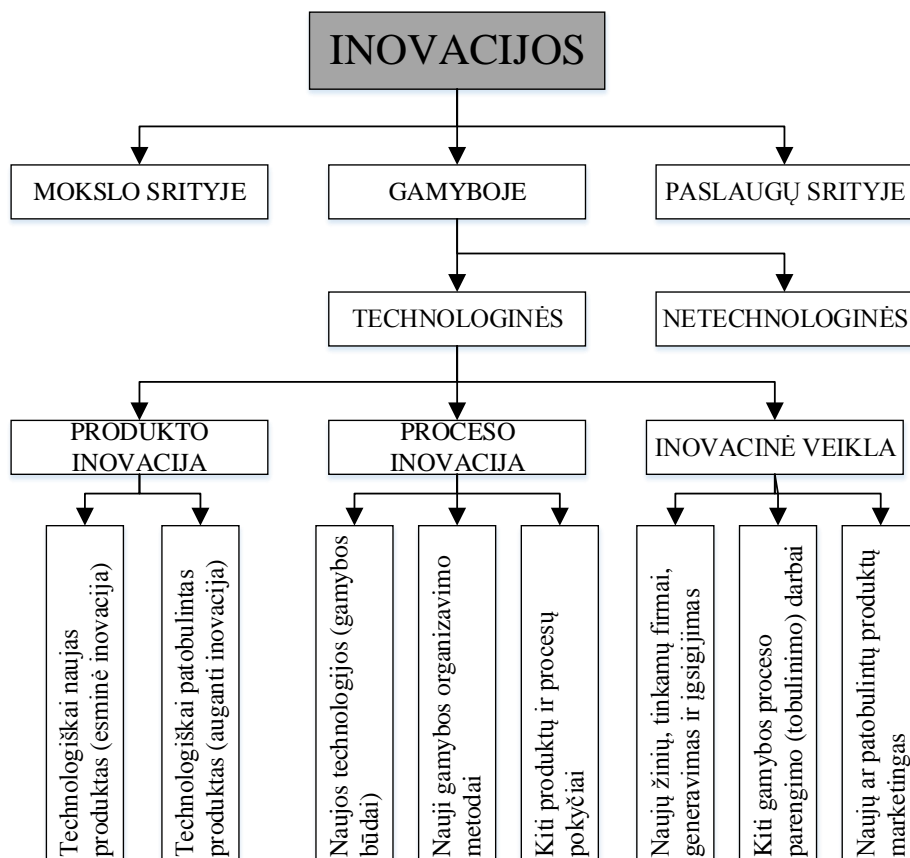 INOVACIJOS
MOKSLO SRITYJE
GAMYBOJE
PASLAUGŲ SRITYJE
TECHNOLOGINĖS
NETECHNOLOGINĖS
PRODUKTO
INOVACIJA
PROCESO
INOVACIJA
INOVACINĖ VEIKLA
Technologiškai naujas
produktas (esminė inovacija)
Technologiškai patobulintas
produktas (auganti inovacija)
Naujos technologijos (gamybos
būdai)
Nauji gamybos organizavimo
metodai
Kiti produktų ir procesų
pokyčiai
Naujų žinių, tinkamų firmai,
generavimas ir įgsigijimas
Kiti gamybos proceso
parengimo (tobulinimo) darbai
Naujų ar patobulintų produktų
marketingas